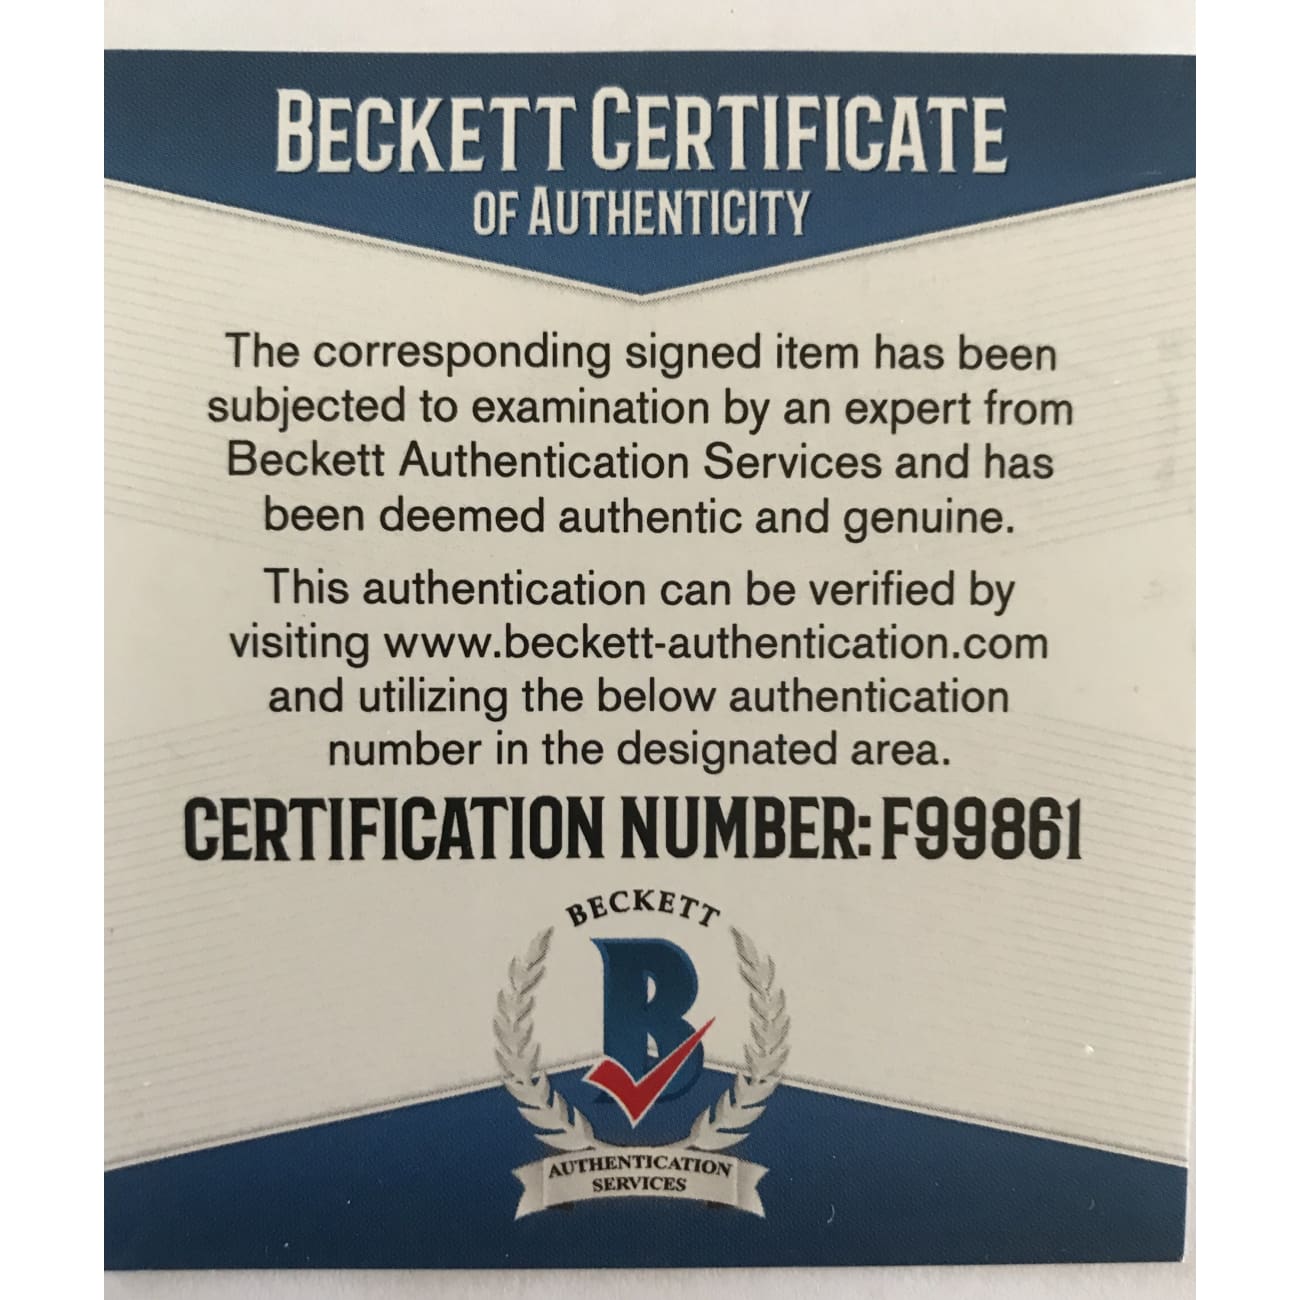 BECKETT CERTIFICATE
OF AUTHENTICITY
The corresponding signed item has been
subjected to examination by an expert from
Beckett Authentication Services and has
been deemed authentic and genuine.
This authentication can be verified by
visiting www.beckett-authentication.com
and utilizing the below authentication
number in the designated area.
CERTIFICATION NUMBER: F99861
BECKETT
B
AUTHENTICATION
SERVICES